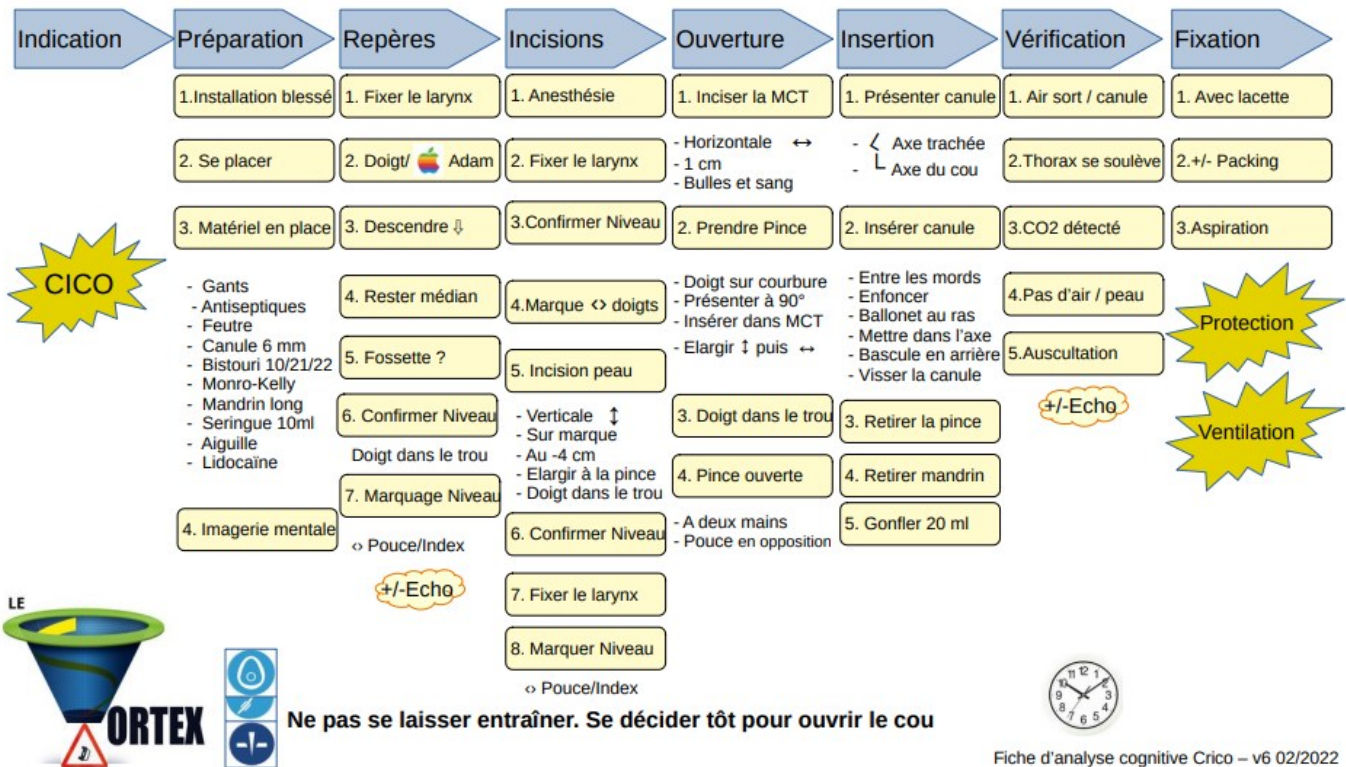 Indication
Préparation
Repères
Incisions
Ouverture
Insertion
Vérification
Fixation
CICO
1.Installation blessé
2. Se placer
3. Matériel en place
- Gants
- Antiseptiques
- Feutre
- Canule 6 mm
- Bistouri 10/21/22
- Monro-Kelly
- Mandrin long
- Seringue 10ml
- Aiguille
- Lidocaïne
4. Imagerie mentale
1. Fixer le larynx
2. Doigt/ Adam
3. Descendre ⇩
4. Rester médian
5. Fossette ?
6. Confirmer Niveau
Doigt dans le trou
7. Marquage Niveau
‹› Pouce/Index
+/-Echo
1. Anesthésie
2. Fixer le larynx
3.Confirmer Niveau
4.Marque <> doigts
5. Incision peau
- Verticale ↕
- Sur marque
- Au -4 cm
- Elargir à la pince
- Doigt dans le trou
6. Confirmer Niveau
7. Fixer le larynx
8. Marquer Niveau
‹› Pouce/Index
1. Inciser la MCT
- Horizontale ↔
- 1 cm
- Bulles et sang
2. Prendre Pince
- Doigt sur courbure
- Présenter à 90°
- Insérer dans MCT
- Elargir ↕ puis ↔
3. Doigt dans le trou
4. Pince ouverte
- A deux mains
- Pouce en opposition
1. Présenter canule
- ∠ Axe trachée
- └ Axe du cou
2. Insérer canule
- Entre les mords
- Enfoncer
- Ballonet au ras
- Mettre dans l'axe
- Bascule en arrière
- Visser la canule
3. Retirer la pince
4. Retirer mandrin
5. Gonfler 20 ml
1. Air sort / canule
2.Thorax se soulève
3.CO2 détecté
4.Pas d'air / peau
5.Auscultation
+/-Echo
1. Avec lacette
2.+/- Packing
3.Aspiration
Protection
Ventilation
LE
ORTEX
Ne pas se laisser entraîner. Se décider tôt pour ouvrir le cou
12
1
2
3
4
5
6
7
8
9
10
11
Fiche d'analyse cognitive Crico – v6 02/2022